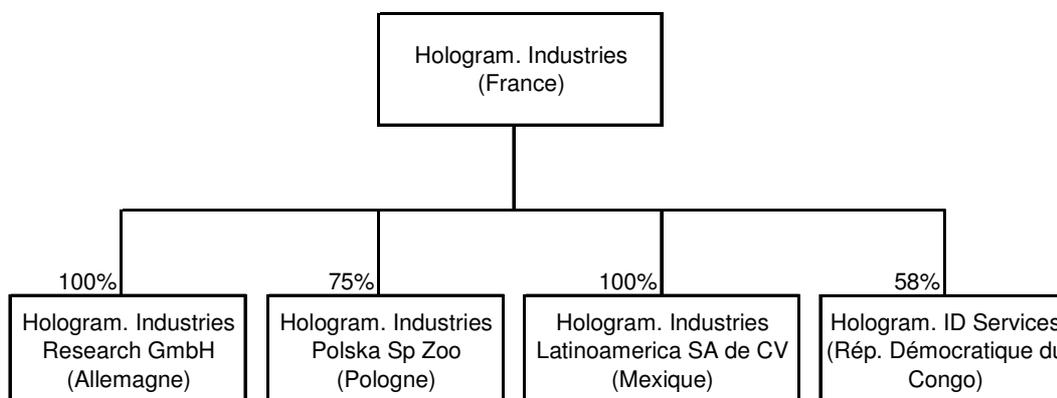 Hologram. Industries
(France)
100%
75%
100%
58%
Hologram. Industries
Research GmbH
(Allemagne)
Hologram. Industries
Polska Sp Zoo
(Pologne)
Hologram. Industries
Latinoamerica SA de CV
(Mexique)
Hologram. ID Services
(Rép. Démocratique du
Congo)